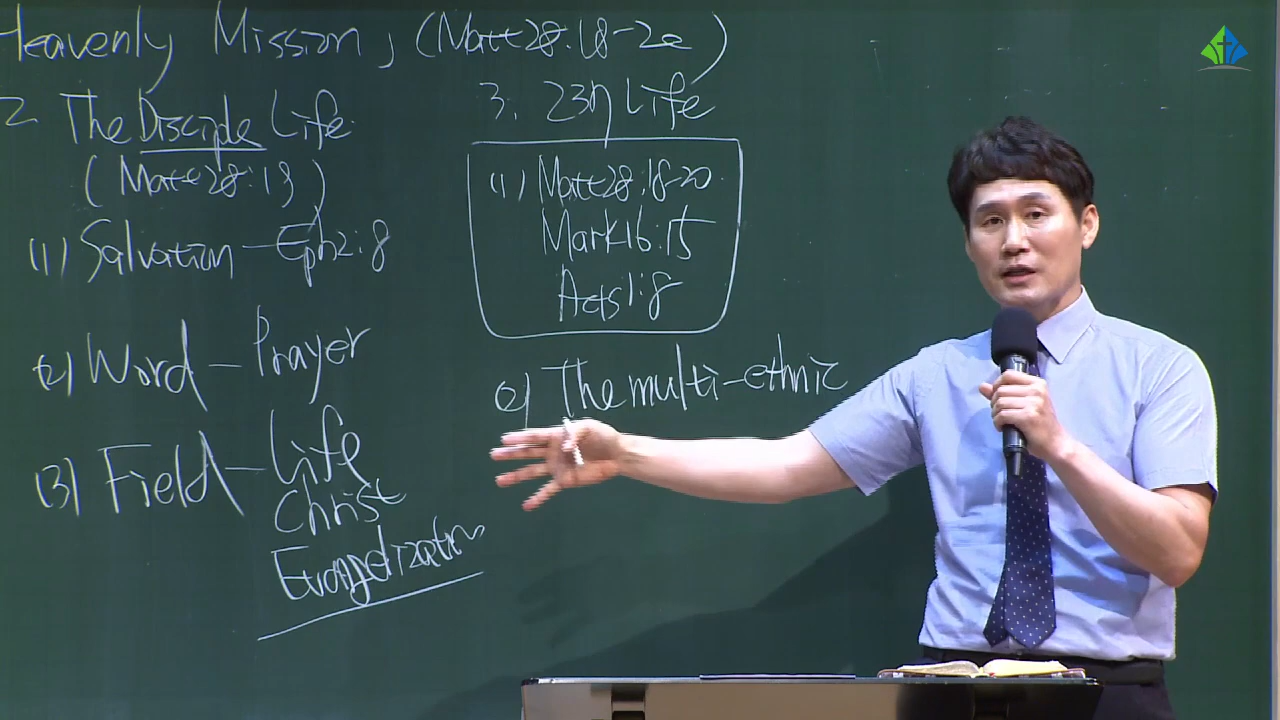 Heavenly Mission, (Matt28:18-20)
2. The Disciple Life
(Matt28:19)
(1) Salvation - Eph2:8
(2) Word - Prayer
(3) Field - Life
Christ
Evangelization
3. 237 Life
(1) Matt28:18-20
Mark16:15
Acts1:8
(2) The multi-ethnic